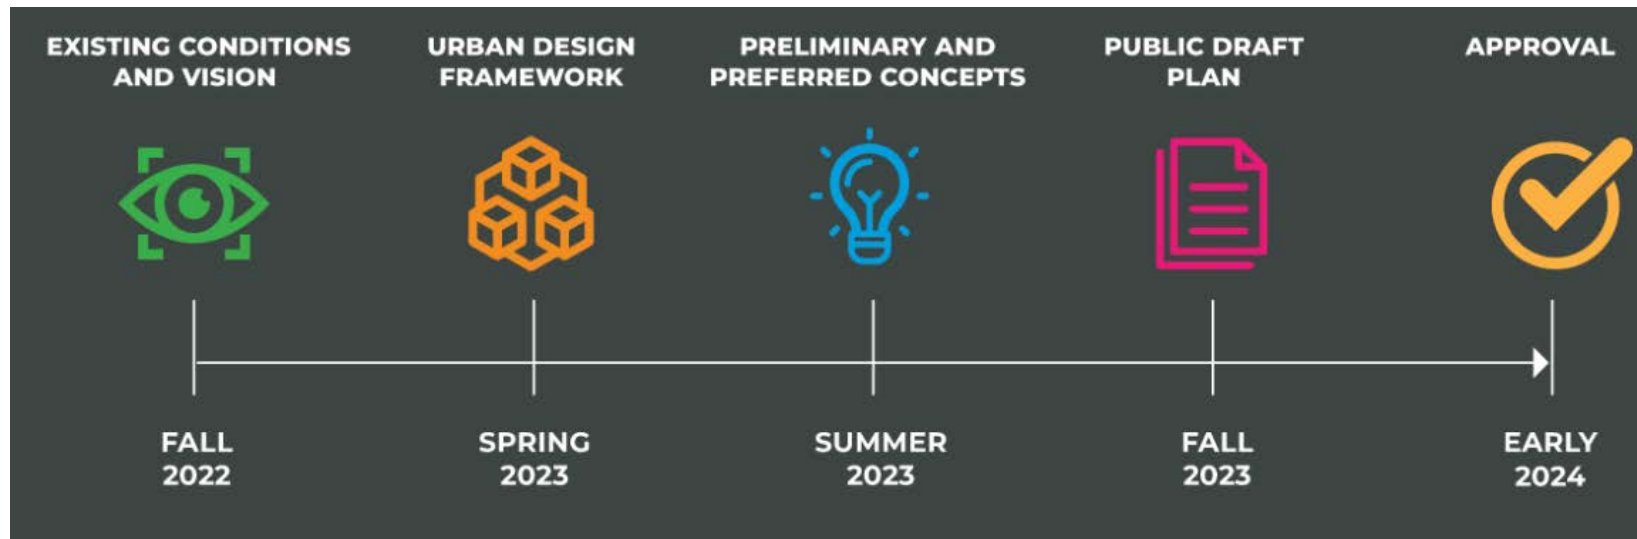 EXISTING CONDITIONS
AND VISION
URBAN DESIGN
FRAMEWORK
PRELIMINARY AND
PREFERRED CONCEPTS
PUBLIC DRAFT
PLAN
APPROVAL
FALL
2022
SPRING
2023
SUMMER
2023
FALL
2023
EARLY
2024